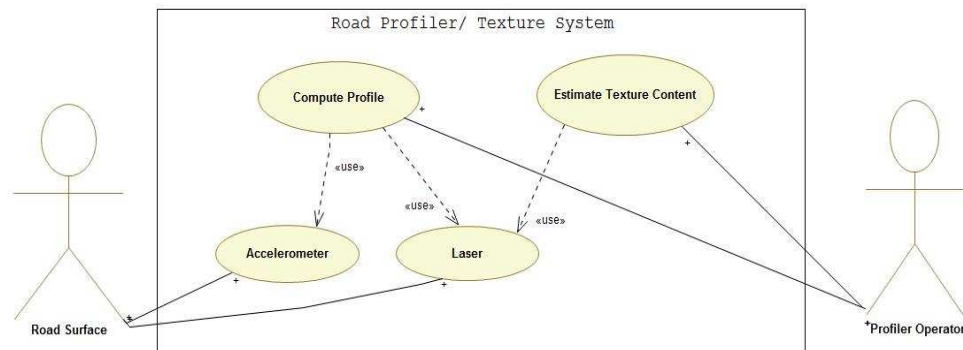 Road Profiler/ Texture System
Compute Profile
Estimate Texture Content
+
+
«use»
«use»
«use»
Accelerometer
Laser
+
+
+
+
Road Surface
Profiler Operator